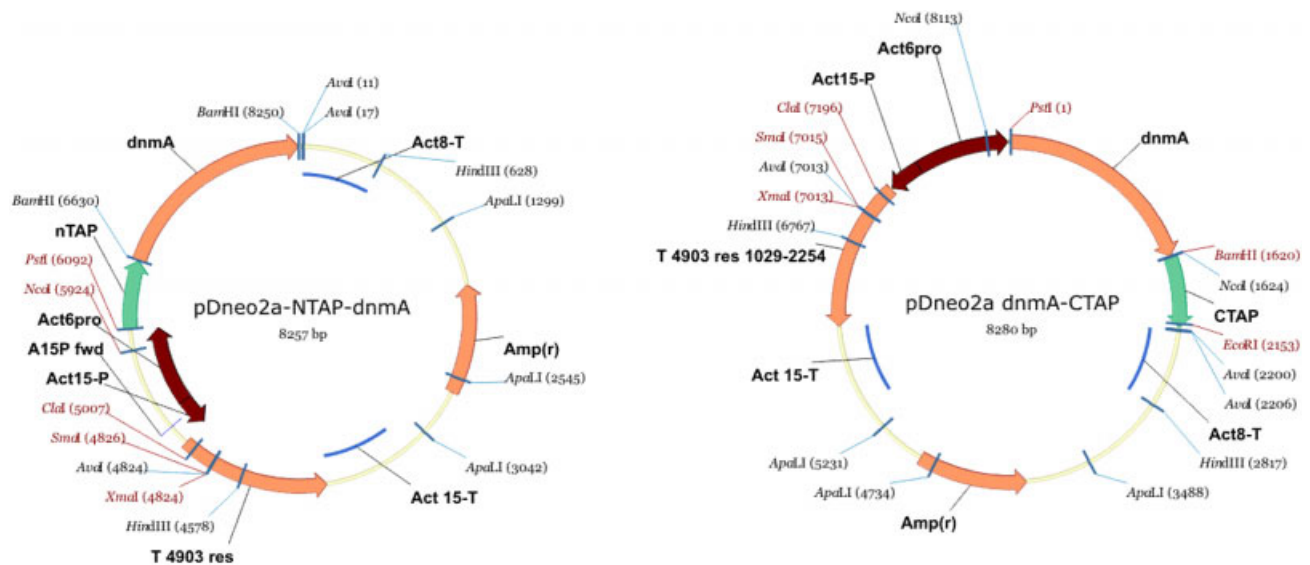 AvaI (11)
BamHI (8250)
AvaI (17)
dnmA
Act8-T
HindIII (628)
BamHI (6630)
ApaLI (1299)
nTAP
PstI (6092)
NcoI (5924)
pDneo2a-NTAP-dnmA
8257 bp
Act6pro
A15P fwd
Amp(r)
Act15-P
ApaLI (2545)
ClaI (5007)
SmaI (4826)
AvaI (4824)
ApaLI (3042)
XmaI (4824)
Act 15-T
HindIII (4578)
T 4903 res
NcoI (8113)
Act6pro
Act15-P
ClaI (7196)
PstI (1)
SmaI (7015)
dnmA
AvaI (7013)
XmaI (7013)
HindIII (6767)
T 4903 res 1029-2254
BamHI (1620)
NcoI (1624)
pDneo2a dnmA-CTAP
8280 bp
CTAP
EcoRI (2153)
Act 15-T
AvaI (2200)
AvaI (2206)
Act8-T
ApaLI (5231)
HindIII (2817)
ApaLI (4734)
ApaLI (3488)
Amp(r)